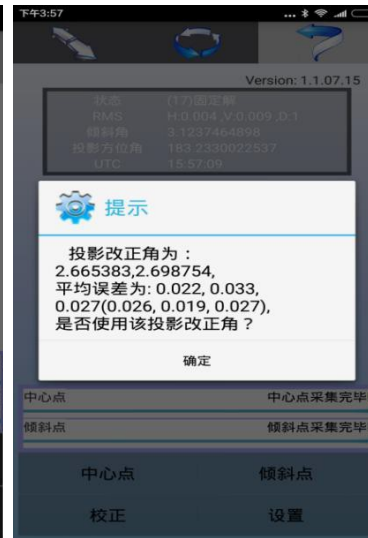 下午3:57
...
Version: 1.1.07.15
状态 (17)固定解
RMS H:0.004 ,V:0.009 ,D:1
倾斜角 3.1237464898
投影方位角 183.2330022537
UTC 15:57:09
提示
投影改正角为：
2.665383,2.698754,
平均误差为: 0.022, 0.033,
0.027(0.026, 0.019, 0.027),
是否使用该投影改正角？
确定
中心点 中心点采集完毕
倾斜点 倾斜点采集完毕
中心点 倾斜点
校正 设置